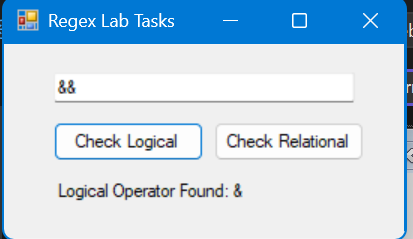 Regex Lab Tasks
&&
Check Logical Check Relational
Logical Operator Found: &